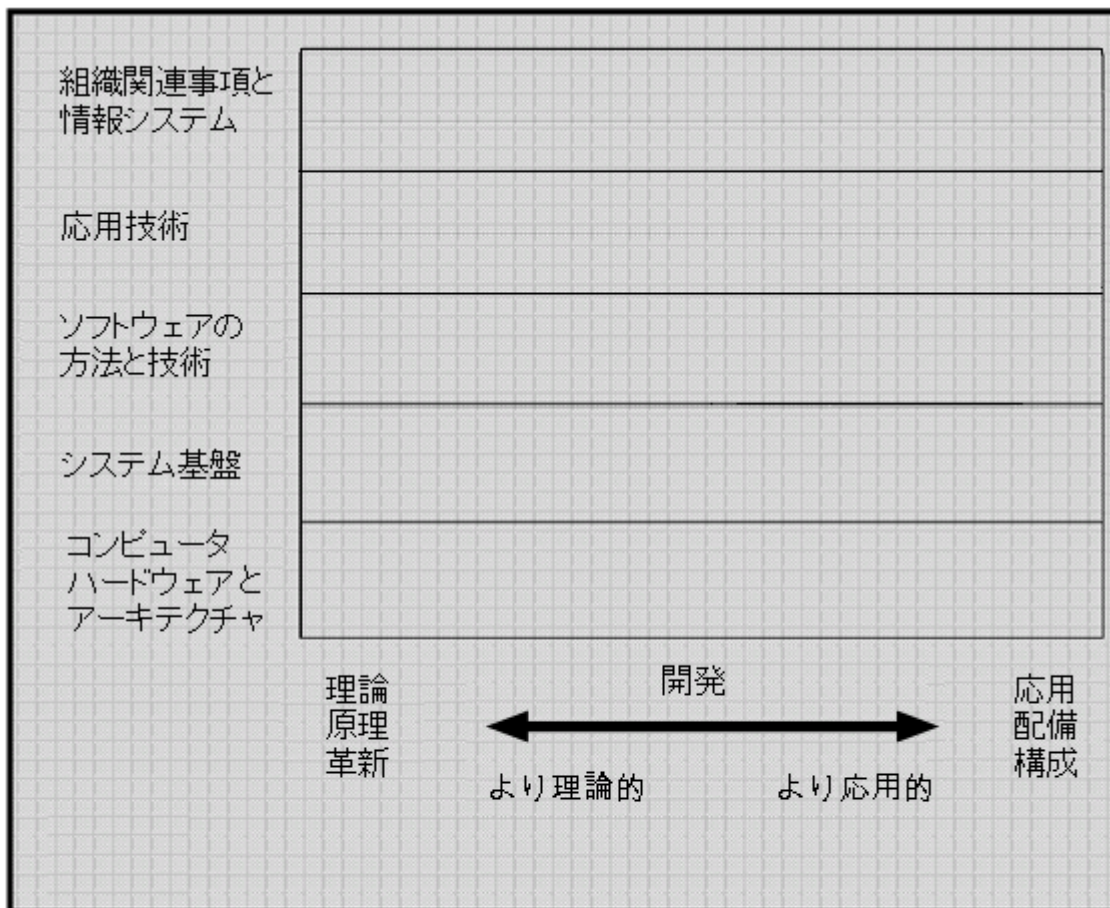 組織関連事項と
情報システム
応用技術
ソフトウェアの
方法と技術
システム基盤
コンピュータ
ハードウェアと
アーキテクチャ
理論
原理
革新
開発
より理論的
より応用的
応用
配備
構成